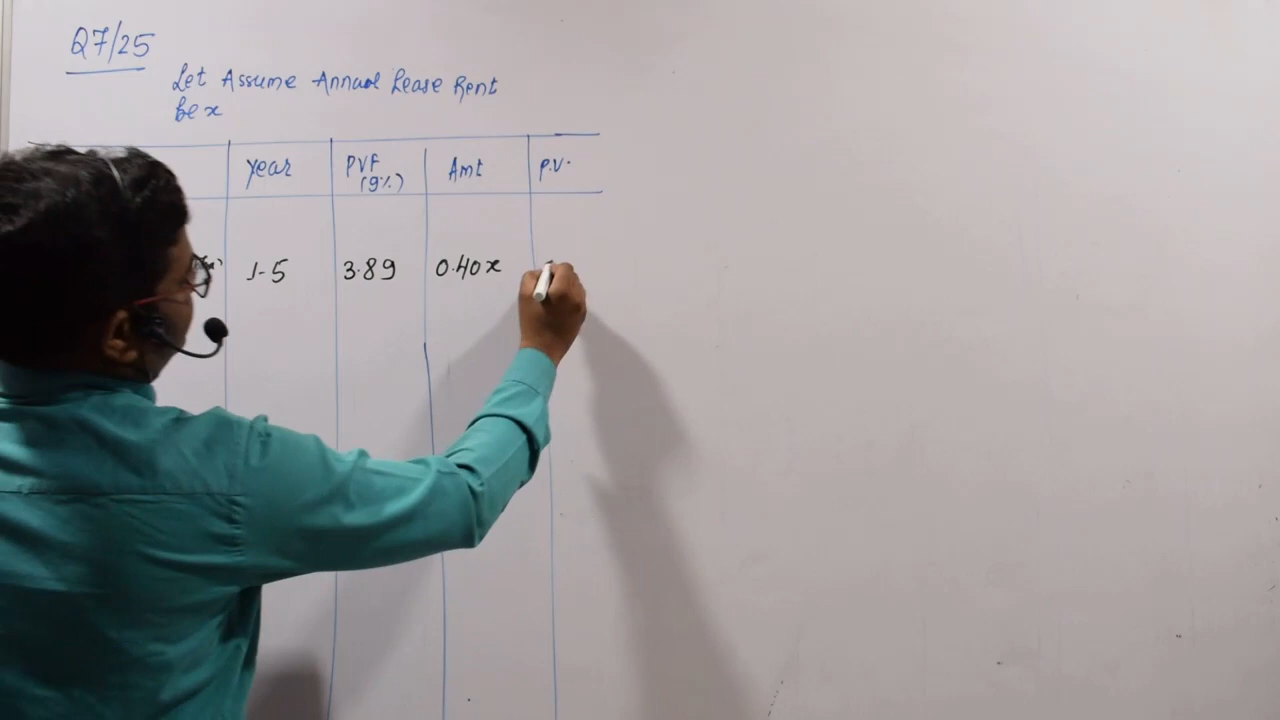 Q7/25
Let Assume Annual Lease Rent
be x
Year PVF (9%) Amt P.V.
1-5 3.89 0.40x